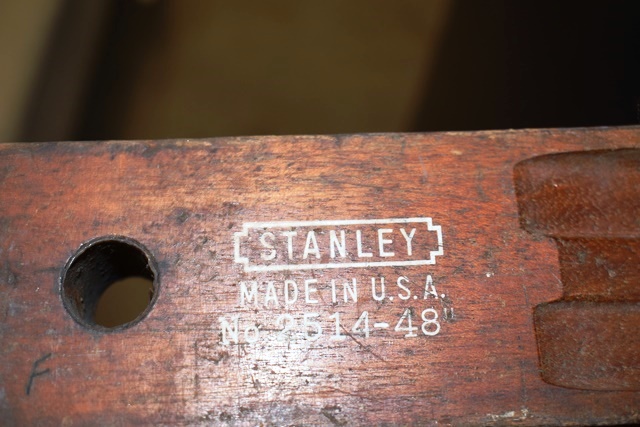 STANLEY
MADE IN U.S.A.
No 2514-48"
F